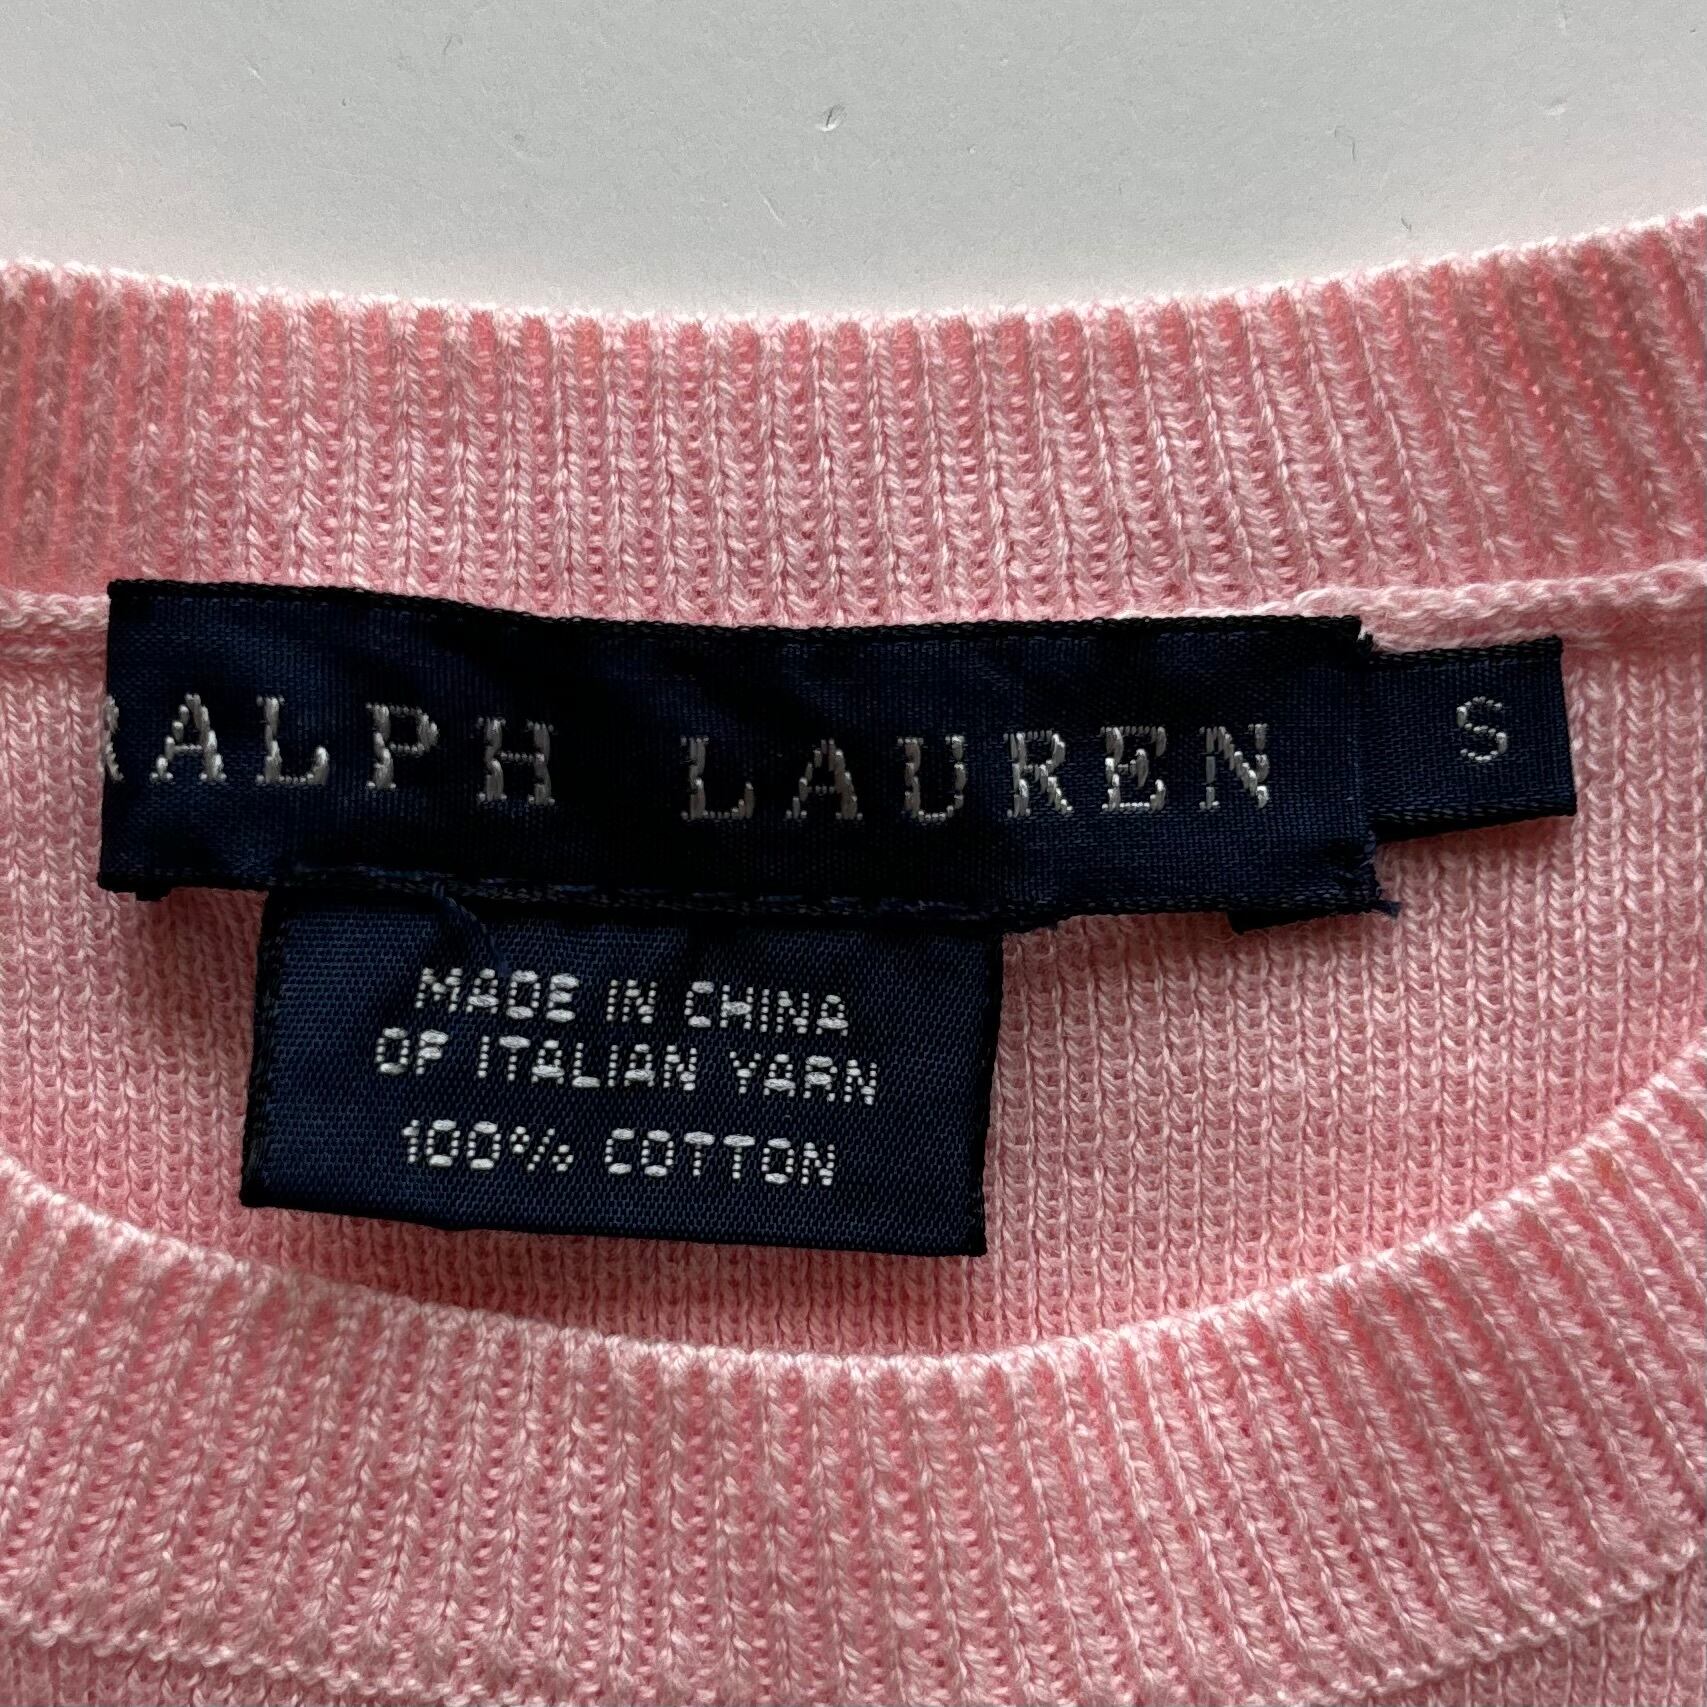 RALPH LAUREN
S
MADE IN CHINA
OF ITALIAN YARN
100% COTTON